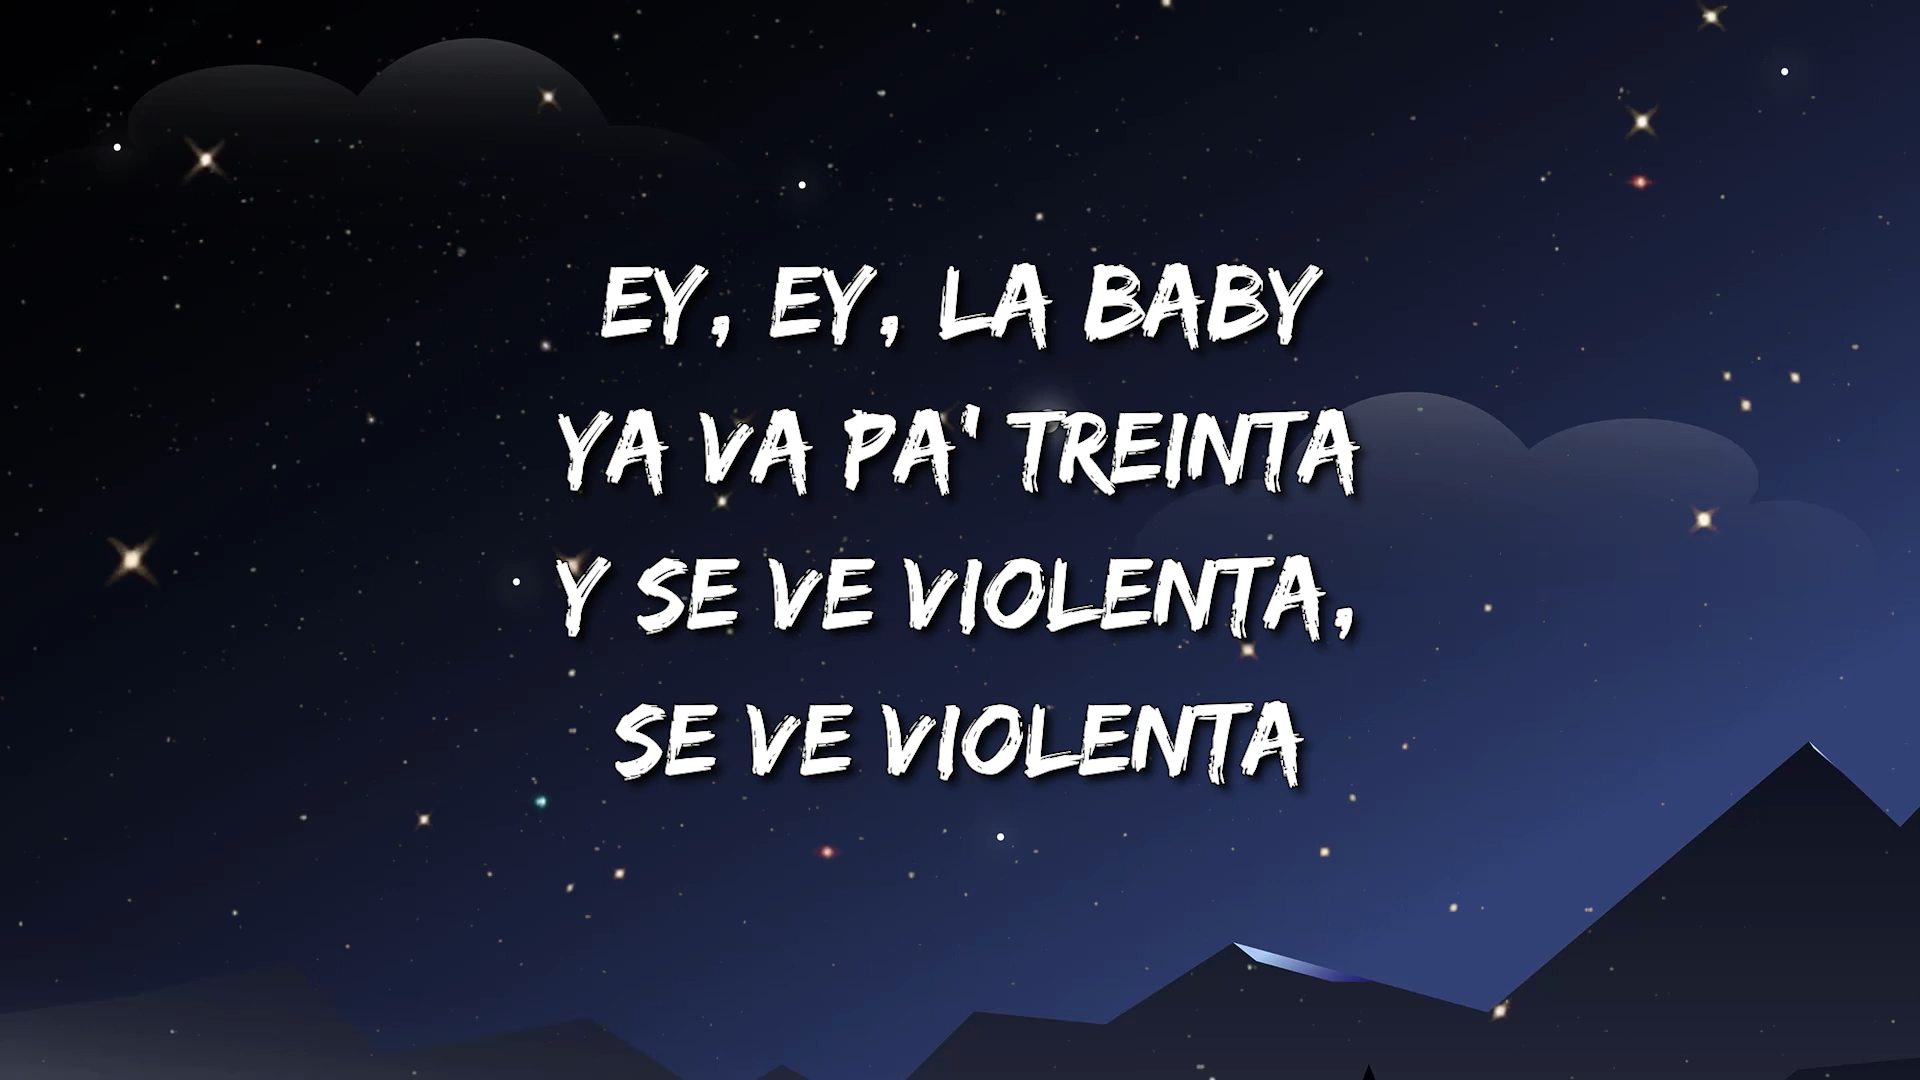 EY, EY, LA BABY
YA VA PA' TREINTA
Y SE VE VIOLENTA,
SE VE VIOLENTA